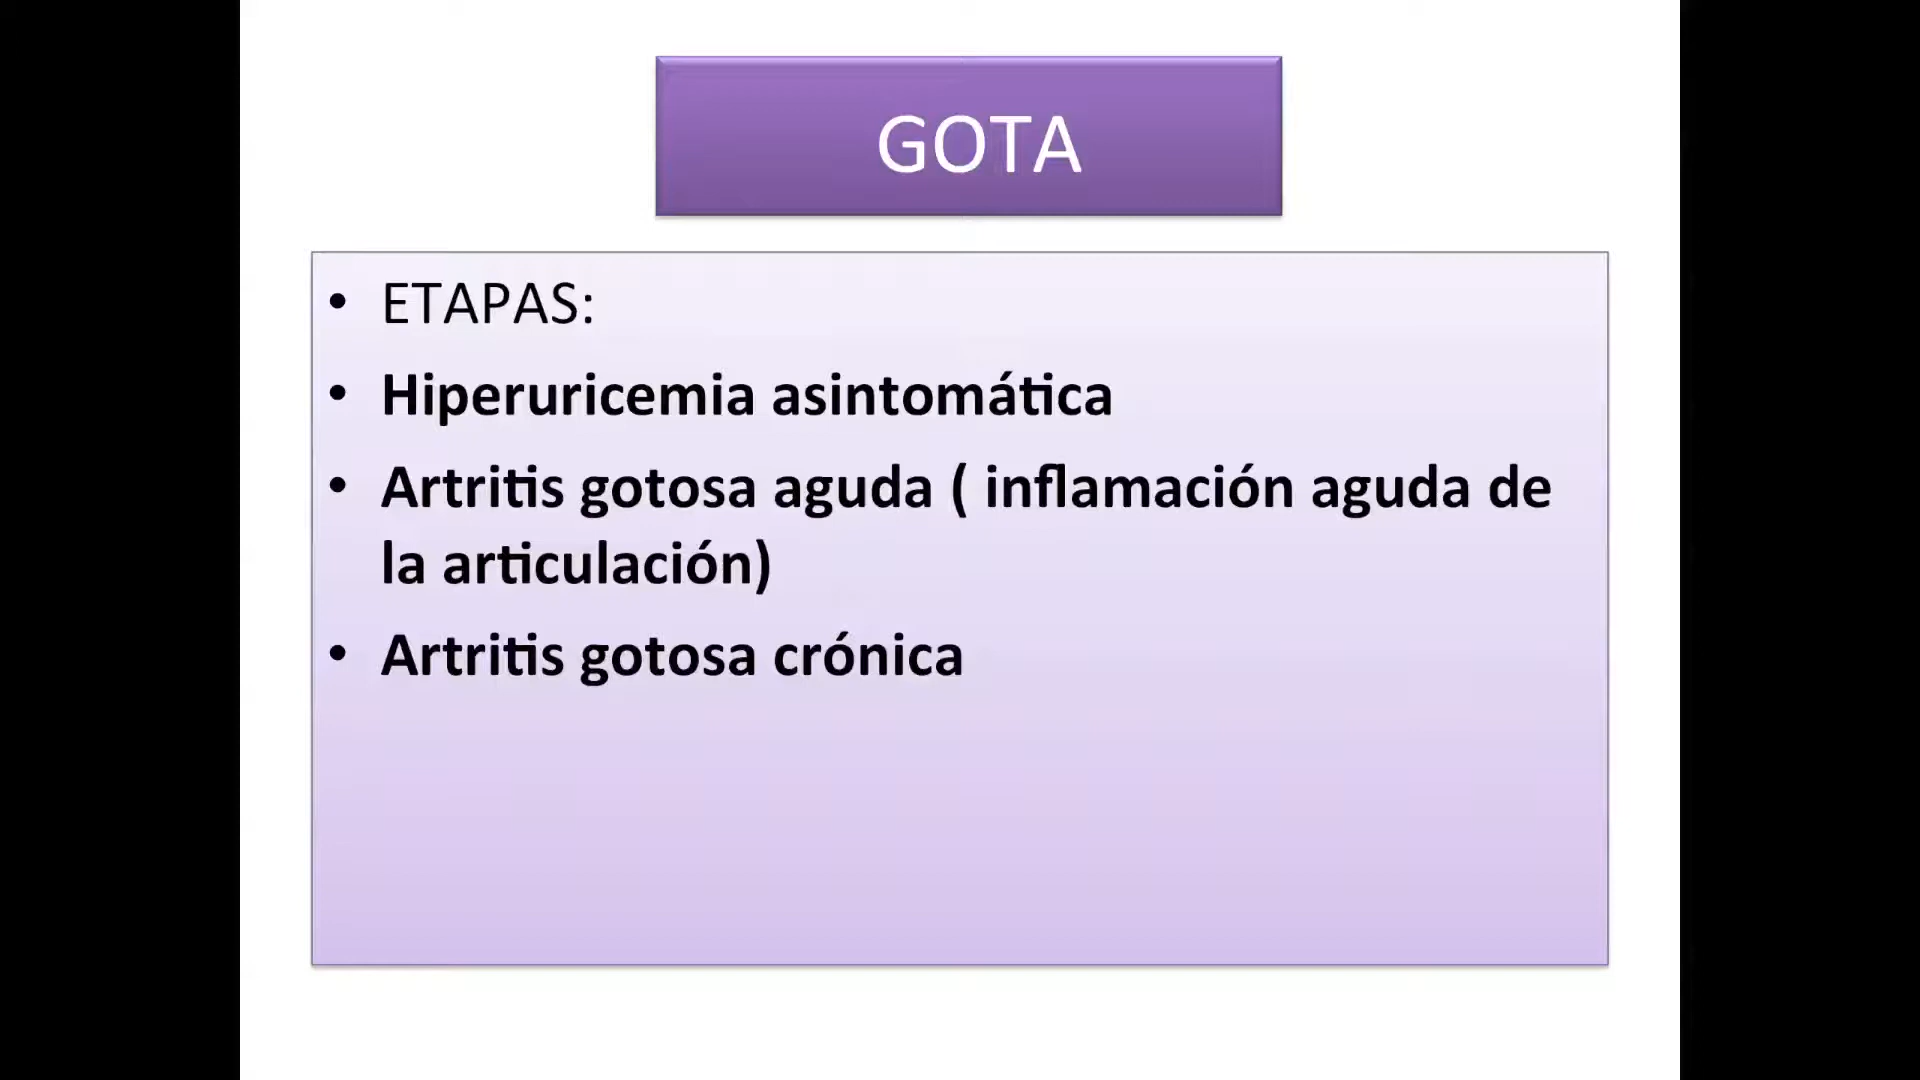 GOTA
• ETAPAS:
• Hiperuricemia asintomática
• Artritis gotosa aguda ( inflamación aguda de
la articulación)
• Artritis gotosa crónica